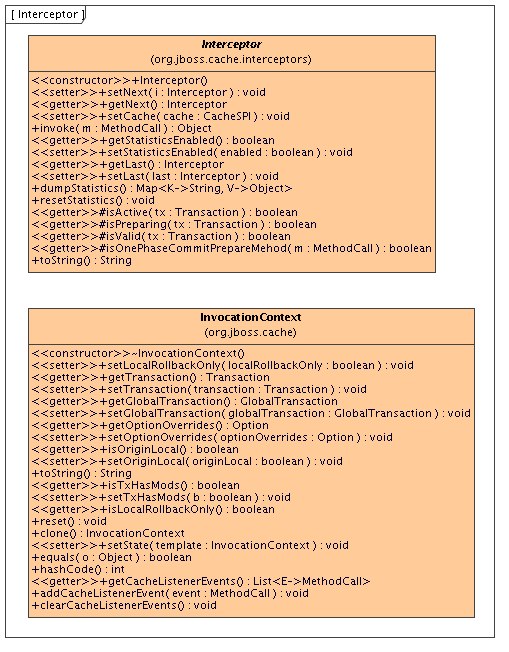 [ Interceptor ]
Interceptor
(org.jboss.cache.interceptors)
<<constructor>>+Interceptor()
<<setter>>+setNext( i : Interceptor ) : void
<<getter>>+getNext() : Interceptor
<<setter>>+setCache( cache : CacheSPI ) : void
+invoke( m : MethodCall ) : Object
<<getter>>+getStatisticsEnabled() : boolean
<<setter>>+setStatisticsEnabled( enabled : boolean ) : void
<<getter>>+getLast() : Interceptor
<<setter>>+setLast( last : Interceptor ) : void
+dumpStatistics() : Map<K->String, V->Object>
+resetStatistics() : void
<<getter>>#isActive( tx : Transaction ) : boolean
<<getter>>#isPreparing( tx : Transaction ) : boolean
<<getter>>#isValid( tx : Transaction ) : boolean
<<getter>>#isOnePhaseCommitPrepareMehod( m : MethodCall ) : boolean
+toString() : String
InvocationContext
(org.jboss.cache)
<<constructor>>~InvocationContext()
<<setter>>+setLocalRollbackOnly( localRollbackOnly : boolean ) : void
<<getter>>+getTransaction() : Transaction
<<setter>>+setTransaction( transaction : Transaction ) : void
<<getter>>+getGlobalTransaction() : GlobalTransaction
<<setter>>+setGlobalTransaction( globalTransaction : GlobalTransaction ) : void
<<getter>>+getOptionOverrides() : Option
<<setter>>+setOptionOverrides( optionOverrides : Option ) : void
<<getter>>+isOriginLocal() : boolean
<<setter>>+setOriginLocal( originLocal : boolean ) : void
+toString() : String
<<getter>>+isTxHasMods() : boolean
<<setter>>+setTxHasMods( b : boolean ) : void
<<getter>>+isLocalRollbackOnly() : boolean
+reset() : void
+clone() : InvocationContext
<<setter>>+setState( template : InvocationContext ) : void
+equals( o : Object ) : boolean
+hashCode() : int
<<getter>>+getCacheListenerEvents() : List<E->MethodCall>
+addCacheListenerEvent( event : MethodCall ) : void
+clearCacheListenerEvents() : void